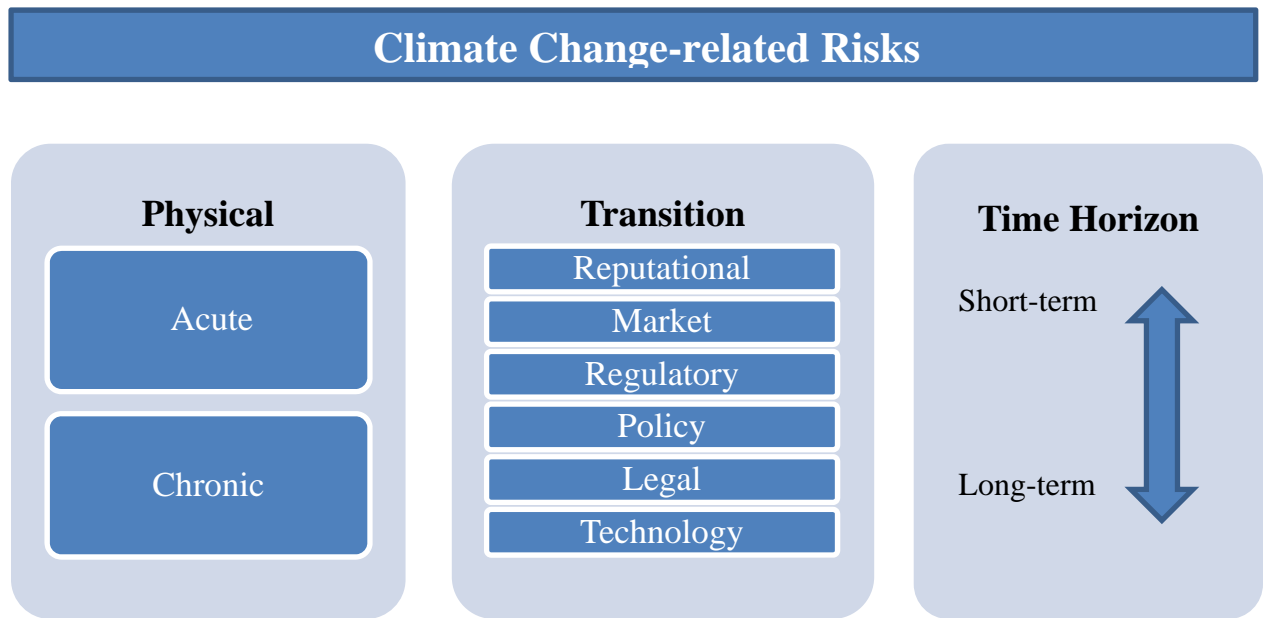 Climate Change-related Risks
Physical
Acute
Chronic
Transition
Reputational
Market
Regulatory
Policy
Legal
Technology
Time Horizon
Short-term
Long-term